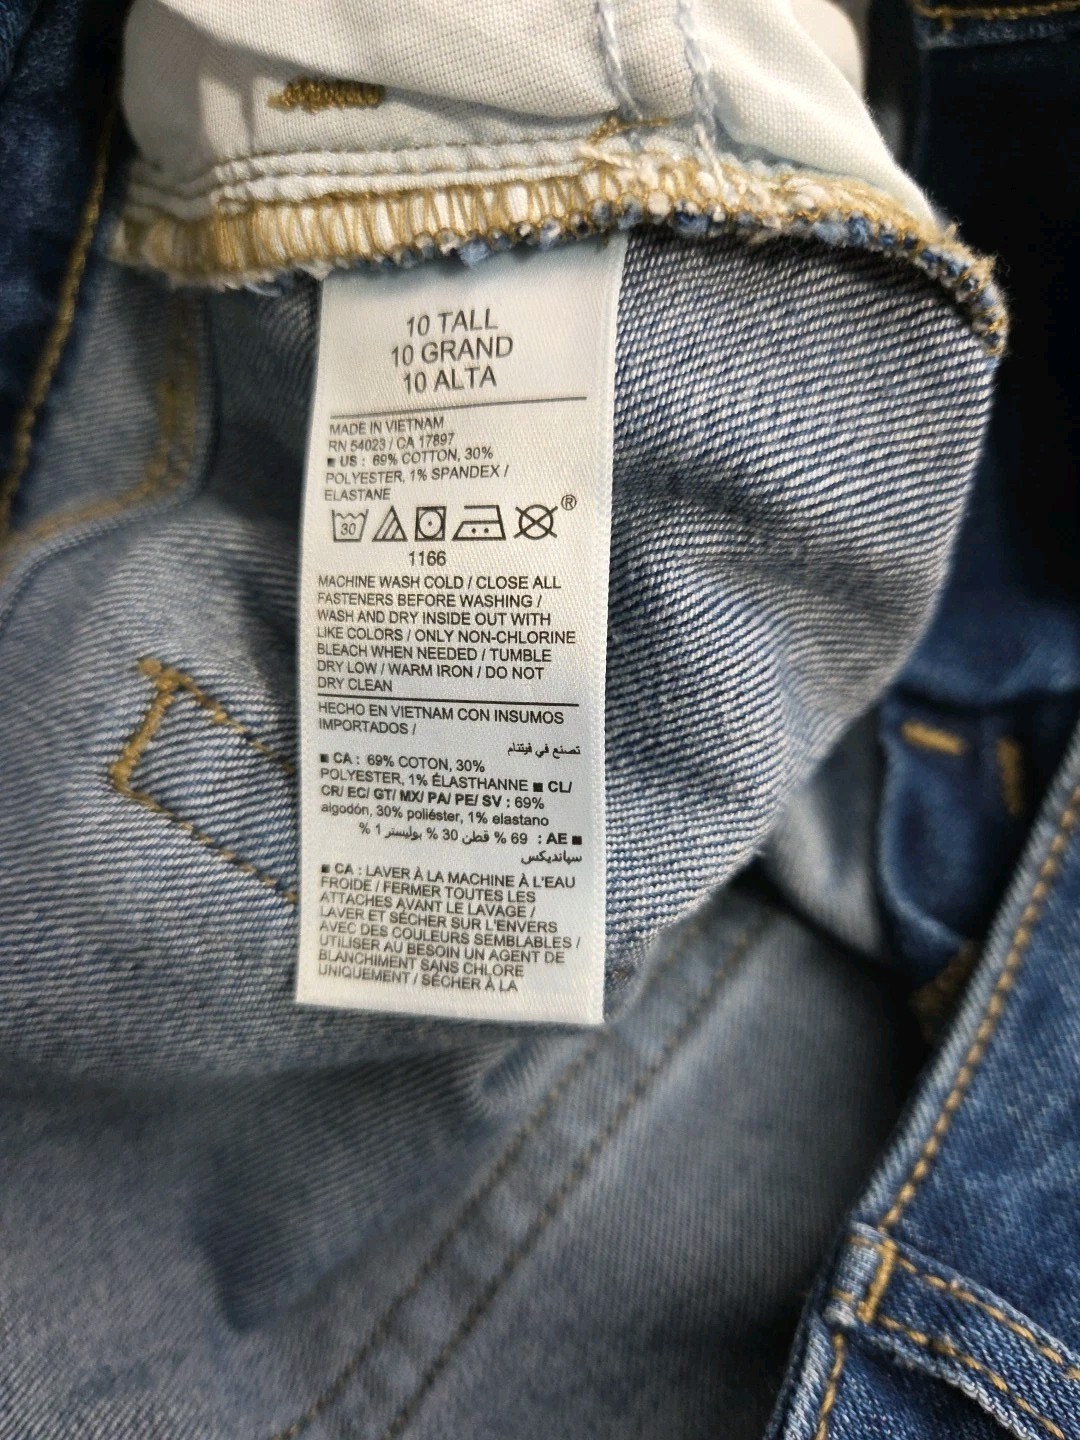 10 TALL
10 GRAND
10 ALTA
MADE IN VIETNAM
RN 54023 / CA 17897
■ US : 69% COTTON, 30%
POLYESTER, 1% SPANDEX /
ELASTANE
30
®
1166
MACHINE WASH COLD / CLOSE ALL
FASTENERS BEFORE WASHING /
WASH AND DRY INSIDE OUT WITH
LIKE COLORS / ONLY NON-CHLORINE
BLEACH WHEN NEEDED / TUMBLE
DRY LOW / WARM IRON / DO NOT
DRY CLEAN
HECHO EN VIETNAM CON INSUMOS
IMPORTADOS /
تصنع في فيتنام
■ CA : 69% COTON, 30%
POLYESTER, 1% ÉLASTHANNE ■ CL/
CR/ EC/ GT/ MX/ PA/ PE/ SV : 69%
algodón, 30% poliéster, 1% elastano
■ AE : 69 % قطن 30 % بوليستر 1 %
سباندیکس
■ CA : LAVER À LA MACHINE À L'EAU
FROIDE / FERMER TOUTES LES
ATTACHES AVANT LE LAVAGE /
LAVER ET SÉCHER SUR L'ENVERS
AVEC DES COULEURS SEMBLABLES /
UTILISER AU BESOIN UN AGENT DE
BLANCHIMENT SANS CHLORE
UNIQUEMENT / SÉCHER À LA